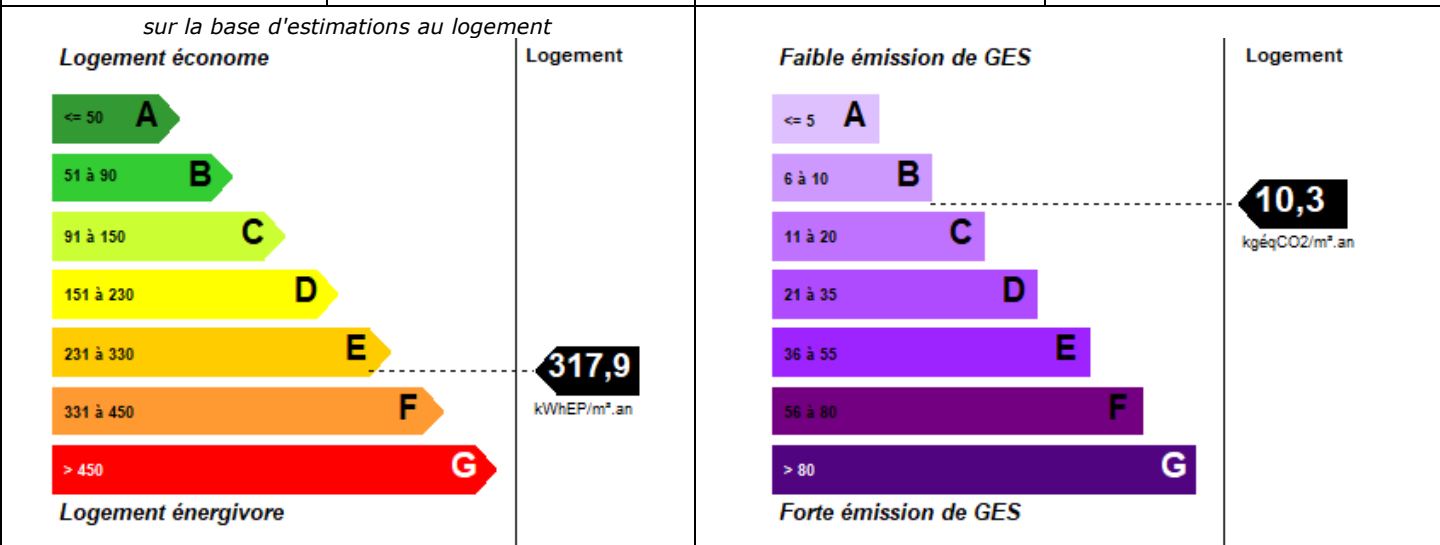 sur la base d'estimations au logement
Logement économe
Logement
<= 50 A
51 à 90 B
91 à 150 C
151 à 230 D
231 à 330 E
317,9
kWhEP/m².an
331 à 450 F
> 450 G
Logement énergivore
Faible émission de GES
Logement
<= 5 A
6 à 10 B
10,3
kgéqCO2/m².an
11 à 20 C
21 à 35 D
36 à 55 E
56 à 80 F
> 80 G
Forte émission de GES